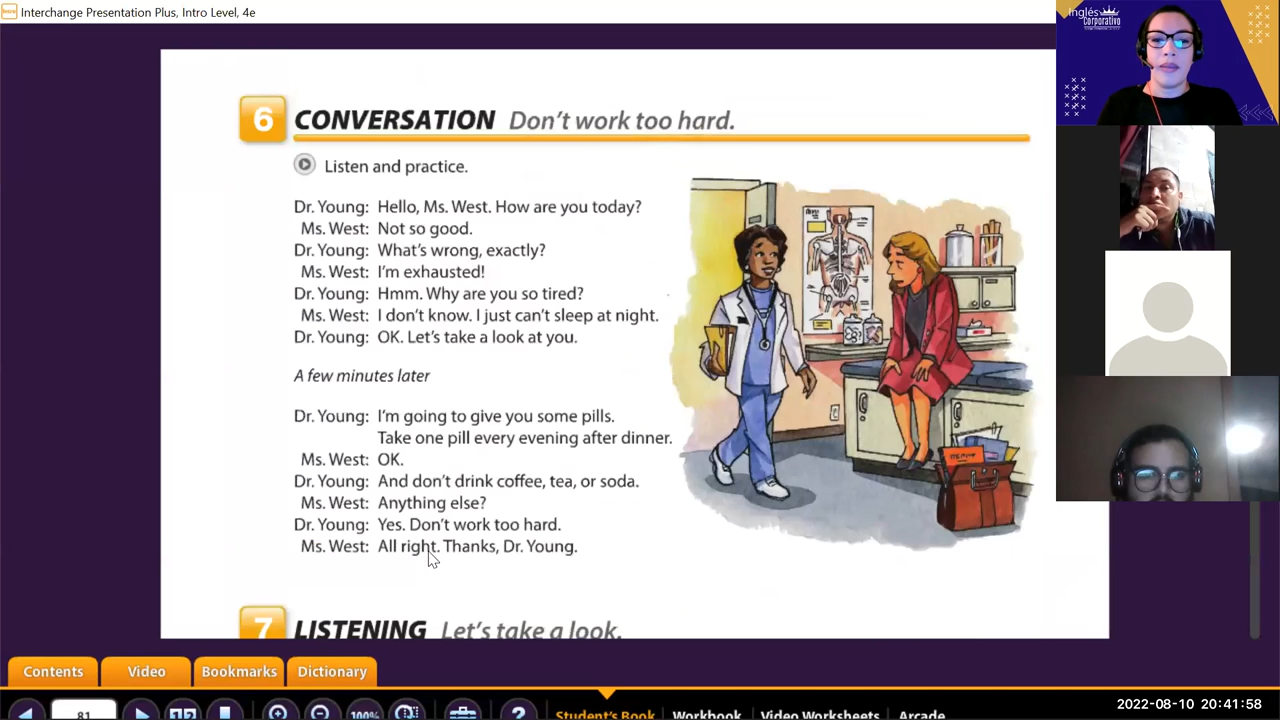 Interchange Presentation Plus, Intro Level, 4e
Inglés
Corporativo
6 CONVERSATION Don't work too hard.
Listen and practice.
Dr. Young: Hello, Ms. West. How are you today?
Ms. West: Not so good.
Dr. Young: What's wrong, exactly?
Ms. West: I'm exhausted!
Dr. Young: Hmm. Why are you so tired?
Ms. West: I don't know. I just can't sleep at night.
Dr. Young: OK. Let's take a look at you.
A few minutes later
Dr. Young: I'm going to give you some pills.
Take one pill every evening after dinner.
Ms. West: OK.
Dr. Young: And don't drink coffee, tea, or soda.
Ms. West: Anything else?
Dr. Young: Yes. Don't work too hard.
Ms. West: All right. Thanks, Dr. Young.
7 LISTENING Let's take a look.
Contents Video Bookmarks Dictionary
81 100% ? Student's Book Workbook Video Worksheets Arcade
2022-08-10 20:41:58